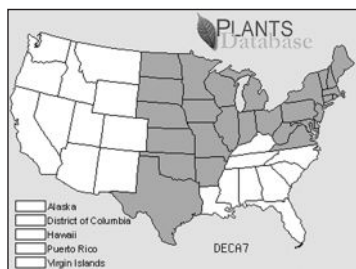 PLANTS
Database
Alaska
District of Columbia
Hawaii
Puerto Rico
Virgin Islands
DECA7